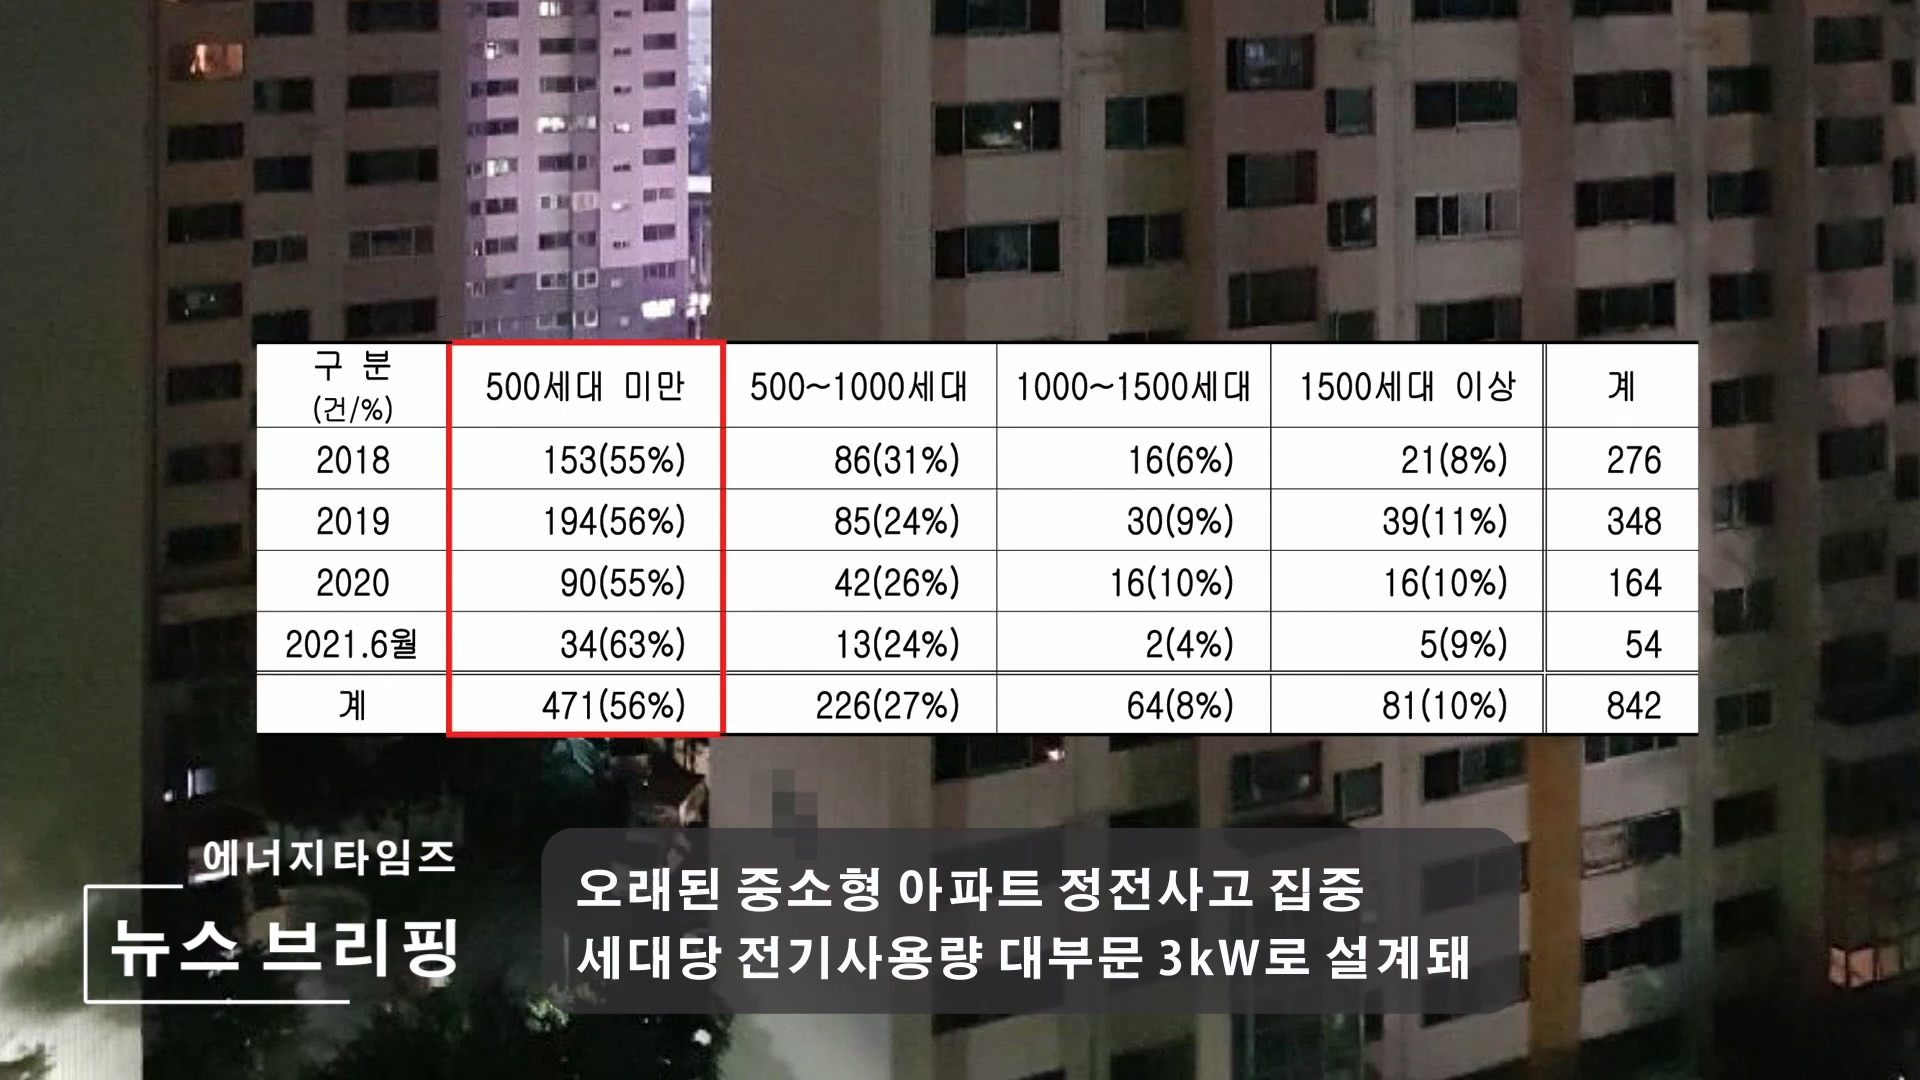 구 분 (건/%) 500세대 미만 500~1000세대 1000~1500세대 1500세대 이상 계
2018 153(55%) 86(31%) 16(6%) 21(8%) 276
2019 194(56%) 85(24%) 30(9%) 39(11%) 348
2020 90(55%) 42(26%) 16(10%) 16(10%) 164
2021.6월 34(63%) 13(24%) 2(4%) 5(9%) 54
계 471(56%) 226(27%) 64(8%) 81(10%) 842
에너지타임즈
뉴스 브리핑
오래된 중소형 아파트 정전사고 집중
세대당 전기사용량 대부문 3kW로 설계돼